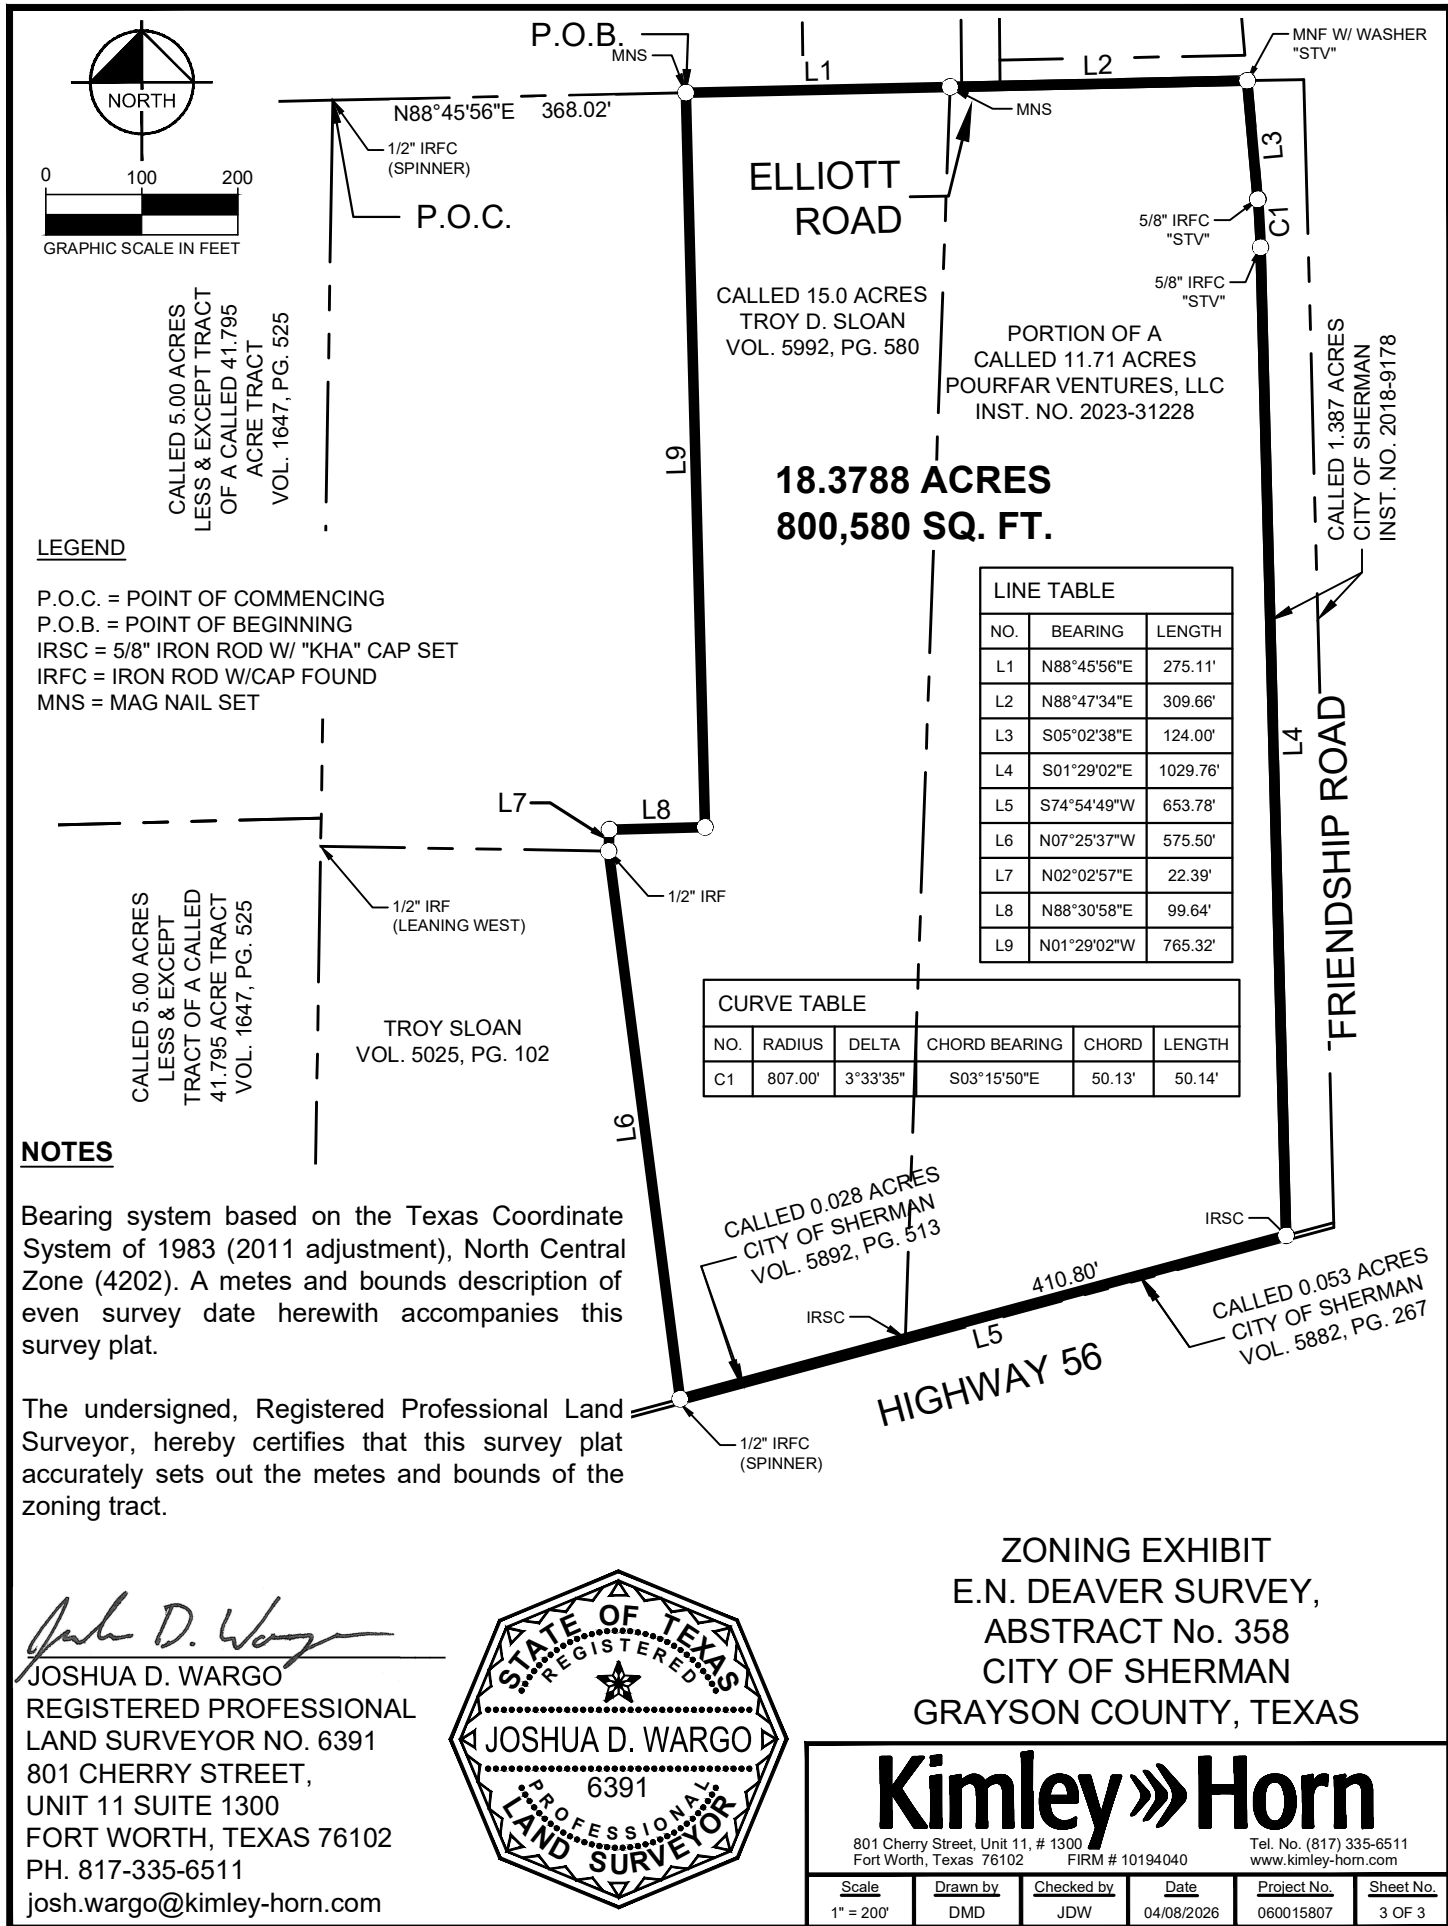 P.O.B.
MNS
L1
L2
MNF W/ WASHER
"STV"
NORTH
N88°45'56"E 368.02'
MNS
1/2" IRFC
(SPINNER)
L3
0 100 200
GRAPHIC SCALE IN FEET
P.O.C.
ELLIOTT
ROAD
5/8" IRFC
"STV"
C1
5/8" IRFC
"STV"
CALLED 5.00 ACRES
LESS & EXCEPT TRACT
OF A CALLED 41.795
ACRE TRACT
VOL. 1647, PG. 525
CALLED 15.0 ACRES
TROY D. SLOAN
VOL. 5992, PG. 580
PORTION OF A
CALLED 11.71 ACRES
POURFAR VENTURES, LLC
INST. NO. 2023-31228
CALLED 1.387 ACRES
CITY OF SHERMAN
INST. NO. 2018-9178
L9
18.3788 ACRES
800,580 SQ. FT.
LEGEND
P.O.C. = POINT OF COMMENCING
P.O.B. = POINT OF BEGINNING
IRSC = 5/8" IRON ROD W/ "KHA" CAP SET
IRFC = IRON ROD W/CAP FOUND
MNS = MAG NAIL SET
LINE TABLE
NO. BEARING LENGTH
L1 N88°45'56"E 275.11'
L2 N88°47'34"E 309.66'
L3 S05°02'38"E 124.00'
L4 S01°29'02"E 1029.76'
L5 S74°54'49"W 653.78'
L6 N07°25'37"W 575.50'
L7 N02°02'57"E 22.39'
L8 N88°30'58"E 99.64'
L9 N01°29'02"W 765.32'
L4
FRIENDSHIP ROAD
L7
L8
1/2" IRF
1/2" IRF
(LEANING WEST)
CALLED 5.00 ACRES
LESS & EXCEPT
TRACT OF A CALLED
41.795 ACRE TRACT
VOL. 1647, PG. 525
TROY SLOAN
VOL. 5025, PG. 102
CURVE TABLE
NO. RADIUS DELTA CHORD BEARING CHORD LENGTH
C1 807.00' 3°33'35" S03°15'50"E 50.13' 50.14'
L6
NOTES
Bearing system based on the Texas Coordinate
System of 1983 (2011 adjustment), North Central
Zone (4202). A metes and bounds description of
even survey date herewith accompanies this
survey plat.
The undersigned, Registered Professional Land
Surveyor, hereby certifies that this survey plat
accurately sets out the metes and bounds of the
zoning tract.
CALLED 0.028 ACRES
CITY OF SHERMAN
VOL. 5892, PG. 513
IRSC
IRSC
410.80'
L5
HIGHWAY 56
CALLED 0.053 ACRES
CITY OF SHERMAN
VOL. 5882, PG. 267
1/2" IRFC
(SPINNER)
Josh D. Wargo
JOSHUA D. WARGO
REGISTERED PROFESSIONAL
LAND SURVEYOR NO. 6391
801 CHERRY STREET,
UNIT 11 SUITE 1300
FORT WORTH, TEXAS 76102
PH. 817-335-6511
josh.wargo@kimley-horn.com
STATE OF TEXAS
REGISTERED
JOSHUA D. WARGO
6391
PROFESSIONAL
LAND SURVEYOR
ZONING EXHIBIT
E.N. DEAVER SURVEY,
ABSTRACT No. 358
CITY OF SHERMAN
GRAYSON COUNTY, TEXAS
Kimley»Horn
801 Cherry Street, Unit 11, # 1300 Tel. No. (817) 335-6511
Fort Worth, Texas 76102 FIRM # 10194040 www.kimley-horn.com
Scale Drawn by Checked by Date Project No. Sheet No.
1" = 200' DMD JDW 04/08/2026 060015807 3 OF 3